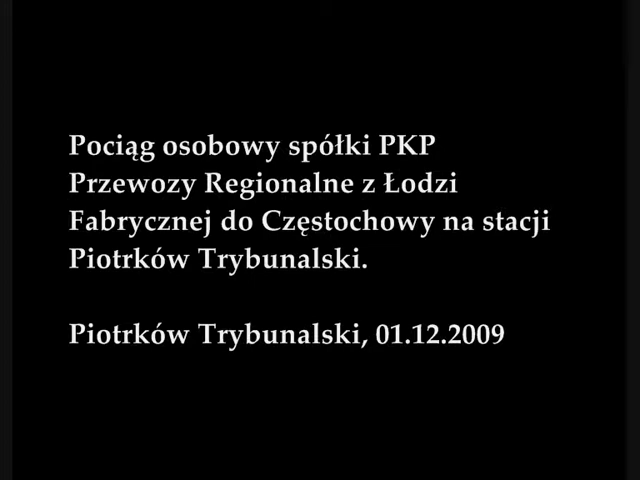 Pociąg osobowy spółki PKP
Przewozy Regionalne z Łodzi
Fabrycznej do Częstochowy na stacji
Piotrków Trybunalski.
Piotrków Trybunalski, 01.12.2009